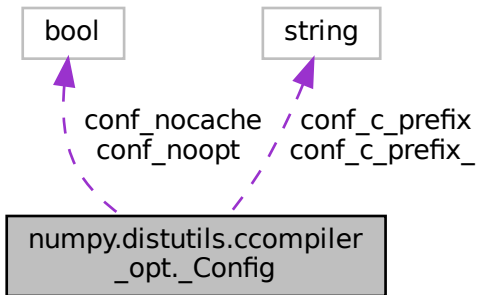 bool
string
conf_nocache
conf_noopt
conf_c_prefix
conf_c_prefix_
numpy.distutils.ccompiler
_opt._Config